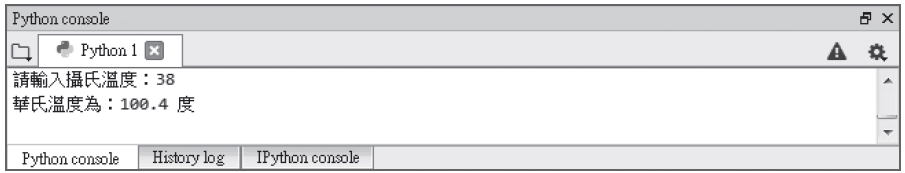 Python console
Python 1
請輸入攝氏溫度：38
華氏溫度為：100.4 度
Python console
History log
IPython console